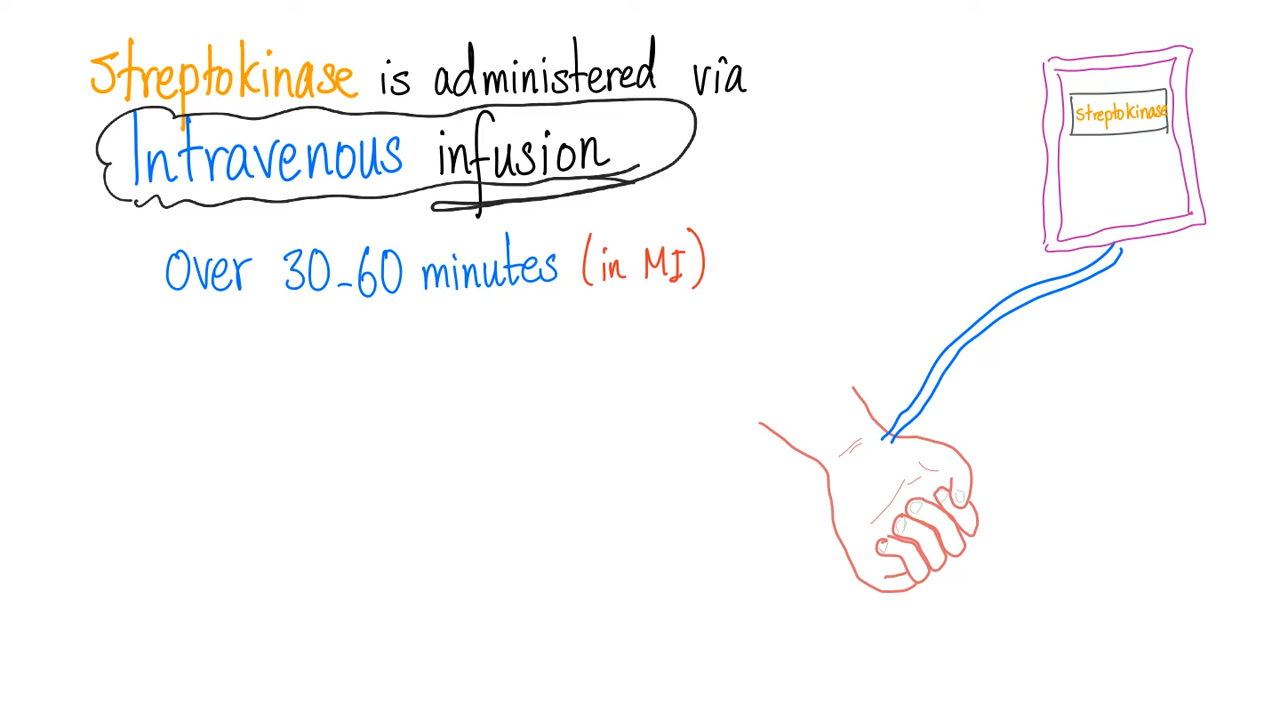 Streptokinase is administered via
Intravenous infusion
Over 30-60 minutes (in MI)
Streptokinase